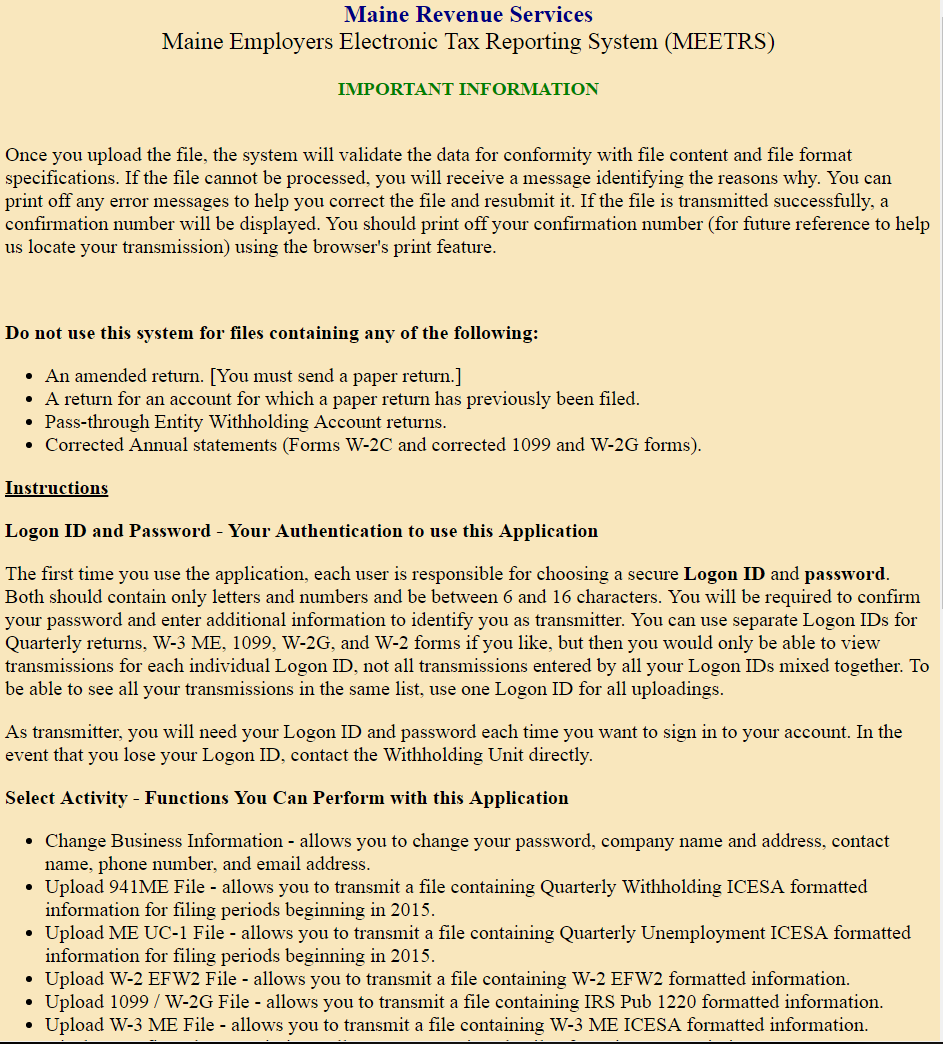 Maine Revenue Services
Maine Employers Electronic Tax Reporting System (MEETRS)
IMPORTANT INFORMATION
Once you upload the file, the system will validate the data for conformity with file content and file format
specifications. If the file cannot be processed, you will receive a message identifying the reasons why. You can
print off any error messages to help you correct the file and resubmit it. If the file is transmitted successfully, a
confirmation number will be displayed. You should print off your confirmation number (for future reference to help
us locate your transmission) using the browser's print feature.
Do not use this system for files containing any of the following:
• An amended return. [You must send a paper return.]
• A return for an account for which a paper return has previously been filed.
• Pass-through Entity Withholding Account returns.
• Corrected Annual statements (Forms W-2C and corrected 1099 and W-2G forms).
Instructions
Logon ID and Password - Your Authentication to use this Application
The first time you use the application, each user is responsible for choosing a secure Logon ID and password.
Both should contain only letters and numbers and be between 6 and 16 characters. You will be required to confirm
your password and enter additional information to identify you as transmitter. You can use separate Logon IDs for
Quarterly returns, W-3 ME, 1099, W-2G, and W-2 forms if you like, but then you would only be able to view
transmissions for each individual Logon ID, not all transmissions entered by all your Logon IDs mixed together. To
be able to see all your transmissions in the same list, use one Logon ID for all uploadings.
As transmitter, you will need your Logon ID and password each time you want to sign in to your account. In the
event that you lose your Logon ID, contact the Withholding Unit directly.
Select Activity - Functions You Can Perform with this Application
• Change Business Information - allows you to change your password, company name and address, contact
name, phone number, and email address.
• Upload 941ME File - allows you to transmit a file containing Quarterly Withholding ICESA formatted
information for filing periods beginning in 2015.
• Upload ME UC-1 File - allows you to transmit a file containing Quarterly Unemployment ICESA formatted
information for filing periods beginning in 2015.
• Upload W-2 EFW2 File - allows you to transmit a file containing W-2 EFW2 formatted information.
• Upload 1099 / W-2G File - allows you to transmit a file containing IRS Pub 1220 formatted information.
• Upload W-3 ME File - allows you to transmit a file containing W-3 ME ICESA formatted information.